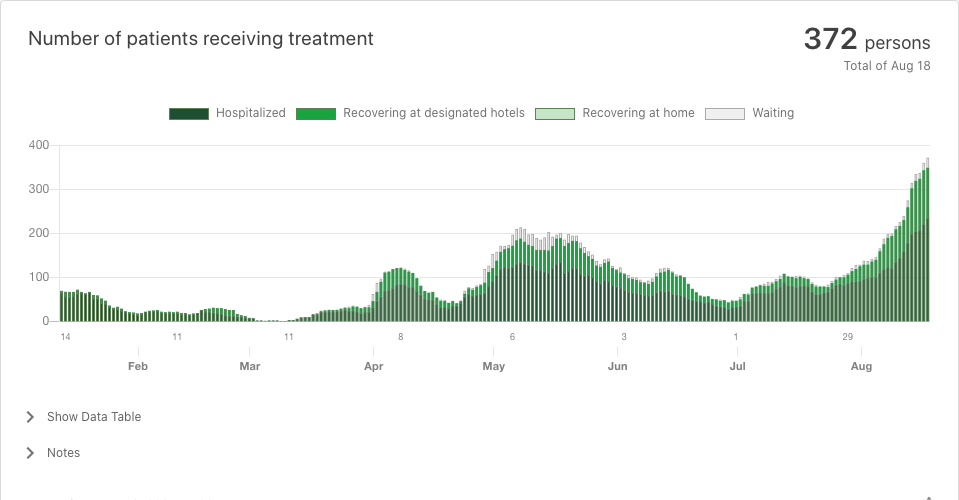 Number of patients receiving treatment
372 persons
Total of Aug 18
Hospitalized Recovering at designated hotels Recovering at home Waiting
400
300
200
100
0
14 11 11 8 6 3 1 29
Feb Mar Apr May Jun Jul Aug
Show Data Table
Notes